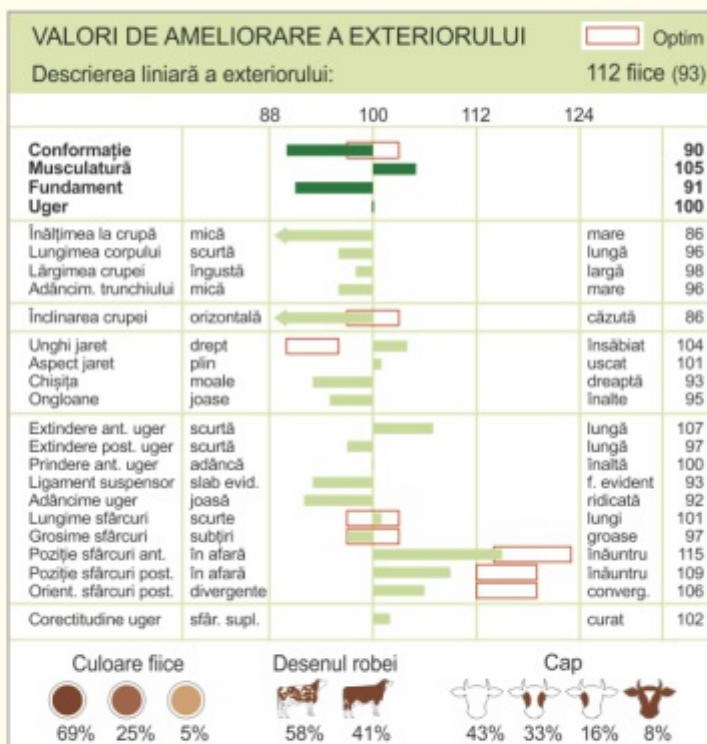 VALORI DE AMELIORARE A EXTERIORULUI Optim
Descrierea liniară a exteriorului: 112 fiice (93)
88 100 112 124
Conformație 90
Musculatură 105
Fundament 91
Uger 100
Înălțimea la crupă mică mare 86
Lungimea corpului scurtă lungă 96
Lărgimea crupei îngustă largă 98
Adâncim. trunchiului mică mare 96
Înclinarea crupei orizontală căzută 86
Unghi jaret drept însăbiat 104
Aspect jaret plin uscat 101
Chișița moale dreaptă 93
Ongloane joase înalte 95
Extindere ant. uger scurtă lungă 107
Extindere post. uger scurtă lungă 97
Prindere ant. uger adâncă înaltă 100
Ligament suspensor slab evid. f. evident 93
Adâncime uger joasă ridicată 92
Lungime sfârcuri scurte lungi 101
Grosime sfârcuri subțiri groase 97
Poziție sfârcuri ant. în afară înăuntru 115
Poziție sfârcuri post. în afară înăuntru 109
Orient. sfârcuri post. divergente converg. 106
Corectitudine uger sfâr. supl. curat 102
Culoare fiice Desenul robei Cap
69% 25% 5% 58% 41% 43% 33% 16% 8%